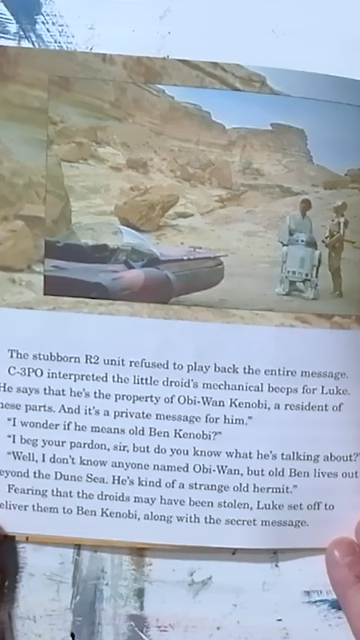 The stubborn R2 unit refused to play back the entire message.
C-3PO interpreted the little droid's mechanical beeps for Luke.
He says that he's the property of Obi-Wan Kenobi, a resident of
hese parts. And it's a private message for him."
"I wonder if he means old Ben Kenobi?"
"I beg your pardon, sir, but do you know what he's talking about?"
"Well, I don't know anyone named Obi-Wan, but old Ben lives out
eyond the Dune Sea. He's kind of a strange old hermit."
Fearing that the droids may have been stolen, Luke set off to
eliver them to Ben Kenobi, along with the secret message.